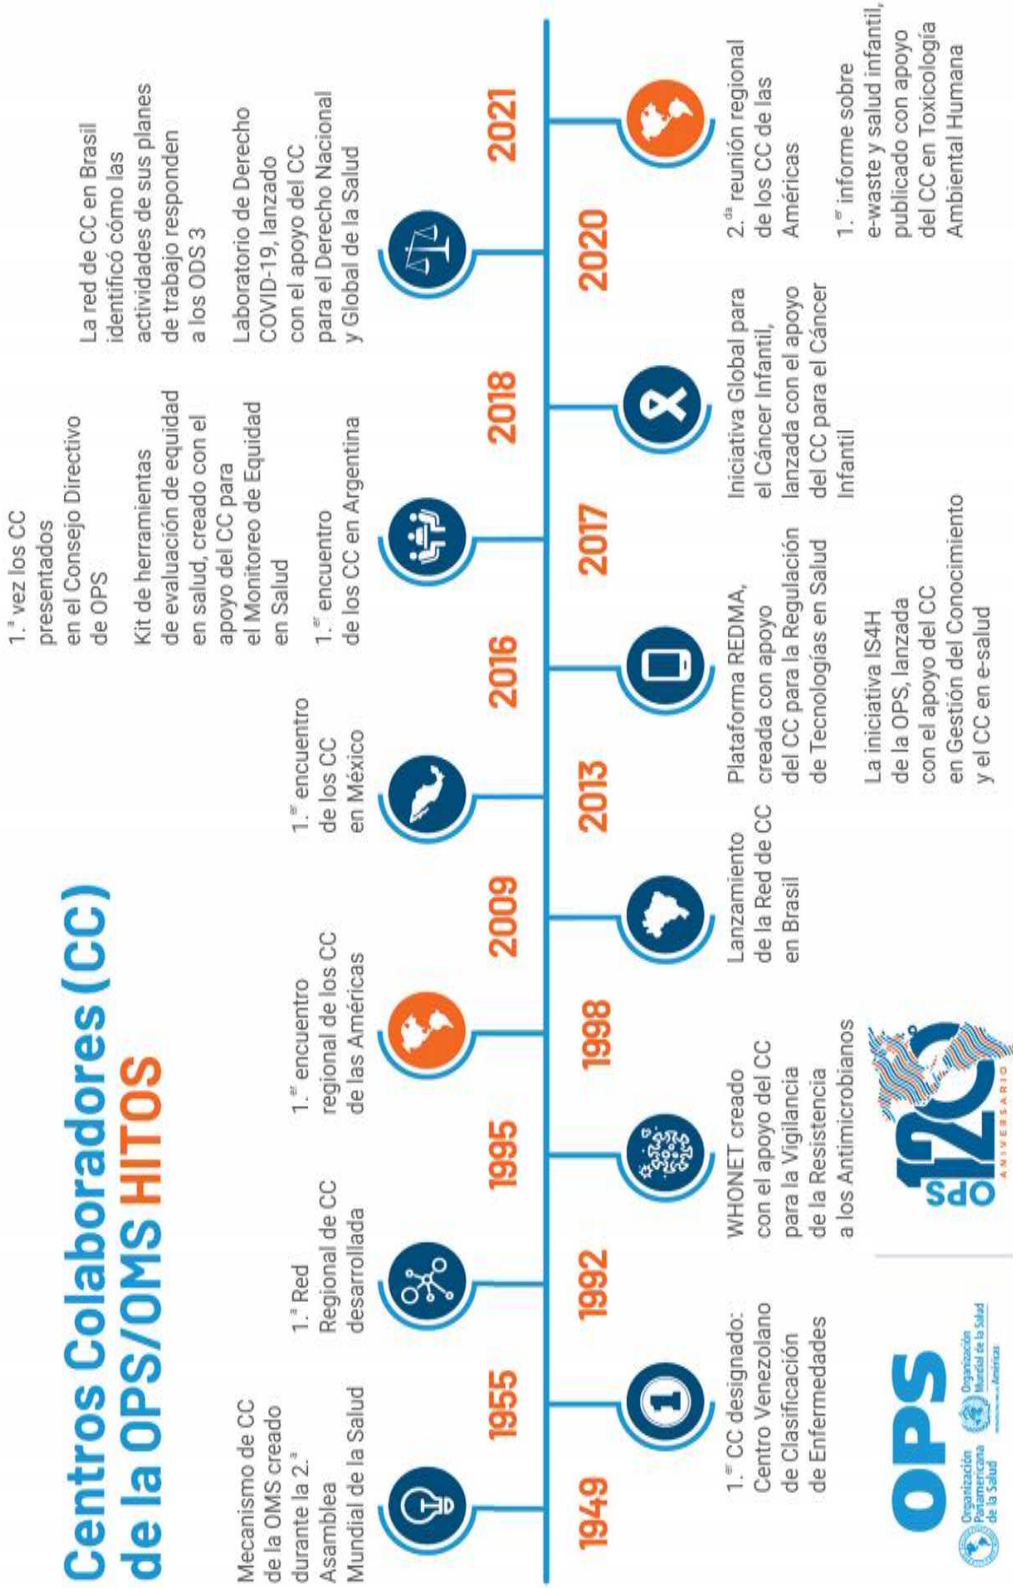 Centros Colaboradores (CC)
de la OPS/OMS HITOS
Mecanismo de CC
de la OMS creado
durante la 2.ª
Asamblea
Mundial de la Salud
1949
1955
1.er CC designado:
Centro Venezolano
de Clasificación
de Enfermedades
1.ª Red
Regional de CC
desarrollada
1992
1995
WHONET creado
con el apoyo del CC
para la Vigilancia
de la Resistencia
a los Antimicrobianos
1.er encuentro
regional de los CC
de las Américas
1998
2009
Lanzamiento
de la Red de CC
en Brasil
1.er encuentro
de los CC
en México
2013
2016
Plataforma REDMA,
creada con apoyo
del CC para la Regulación
de Tecnologías en Salud
La iniciativa IS4H
de la OPS, lanzada
con el apoyo del CC
en Gestión del Conocimiento
y el CC en e-salud
1.ª vez los CC
presentados
en el Consejo Directivo
de OPS
Kit de herramientas
de evaluación de equidad
en salud, creado con el
apoyo del CC para
el Monitoreo de Equidad
en Salud
1.er encuentro
de los CC en Argentina
2017
2018
Iniciativa Global para
el Cáncer Infantil,
lanzada con el apoyo
del CC para el Cáncer
Infantil
La red de CC en Brasil
identificó cómo las
actividades de sus planes
de trabajo responden
a los ODS 3
Laboratorio de Derecho
COVID-19, lanzado
con el apoyo del CC
para el Derecho Nacional
y Global de la Salud
2020
2021
2.da reunión regional
de los CC de las
Américas
1.er informe sobre
e-waste y salud infantil,
publicado con apoyo
del CC en Toxicología
Ambiental Humana
1
OPS
Organización
Panamericana
de la Salud
Organización
Mundial de la Salud
Américas
OPS
120
ANIVERSARIO